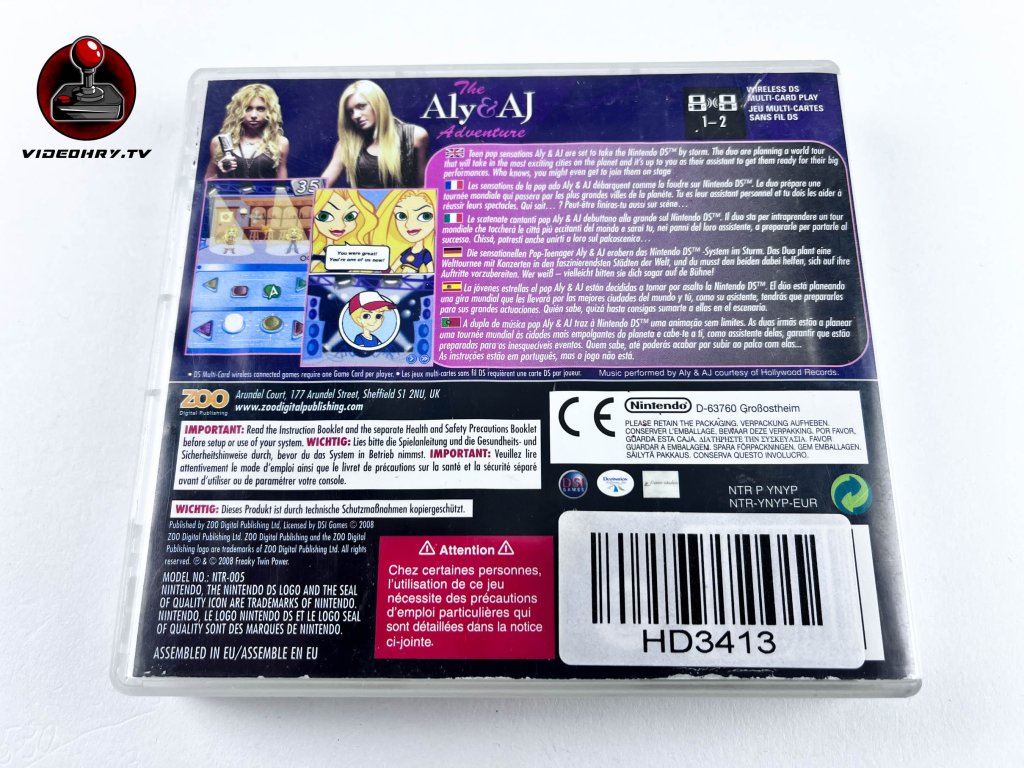 VIDEOHRY.TV
The
Aly & AJ
Adventure
1-2
WIRELESS DS
MULTI-CARD PLAY
JEU MULTI-CARTES
SANS FIL DS
Teen pop sensations Aly & AJ are set to take the Nintendo DS™ by storm. The duo are planning a world tour
that will take in the most exciting cities on the planet and it's up to you as their assistant to get them ready for their big
performances. Who knows, you might even get to join them on stage
Les sensations de la pop ado Aly & AJ débarquent comme la foudre sur Nintendo DS™. Le duo prépare une
tournée mondiale qui passera par les plus grandes villes de la planète. Tu es leur assistant personnel et tu dois les aider à
réussir leurs spectacles. Qui sait... ? Peut-être finiras-tu aussi sur scène...
Le scatenate cantanti pop Aly & AJ debuttano alla grande sul Nintendo DS™. Il duo sta per intraprendere un tour
mondiale che toccherà le città più eccitanti del mondo e sarai tu, nei panni del loro assistente, a prepararle per portarle al
successo. Chissà, potresti anche unirti a loro sul palcoscenico...
Die sensationellen Pop-Teenager Aly & AJ erobern das Nintendo DS™ -System im Sturm. Das Duo plant eine
Welttournee mit Konzerten in den faszinierendsten Städten der Welt, und du musst den beiden dabei helfen, sich auf ihre
Auftritte vorzubereiten. Wer weiß – vielleicht bitten sie dich sogar auf die Bühne!
La jóvenes estrellas el pop Aly & AJ están decididas a tomar por asalto la Nintendo DS™. El dúo está planeando
una gira mundial que les llevará por las mejores ciudades del mundo y tú, como su asistente, tendrás que prepararles
para sus grandes actuaciones. Quién sabe, quizá hasta consigas sumarte a ellas en el escenario.
A dupla de música pop Aly & AJ traz à Nintendo DS™ uma animação sem limites. As duas irmãs estão a planear
uma tournée mundial às cidades mais empolgantes do planeta e cabe-te a ti, como assistente delas, garantir que estão
preparadas para os inesquecíveis eventos. Quem sabe, até poderás acabar por subir ao palco com elas...
As instruções estão em português, mas o jogo não está.
35
You were great!
You're one of us now!
A
• DS Multi-Card wireless connected games require one Game Card per player. • Les jeux multi-cartes sans fil DS requièrent une carte DS par joueur.
Music performed by Aly & AJ courtesy of Hollywood Records.
ZOO
Digital Publishing
Arundel Court, 177 Arundel Street, Sheffield S1 2NU, UK
www.zoodigitalpublishing.com
IMPORTANT: Read the Instruction Booklet and the separate Health and Safety Precautions Booklet
before setup or use of your system. WICHTIG: Lies bitte die Spielanleitung und die Gesundheits- und
Sicherheitshinweise durch, bevor du das System in Betrieb nimmst. IMPORTANT: Veuillez lire
attentivement le mode d'emploi ainsi que le livret de précautions sur la santé et la sécurité séparé
avant d'utiliser ou de paramétrer votre console.
CE
Nintendo
D-63760 Großostheim
PLEASE RETAIN THE PACKAGING. VERPACKUNG AUFHEBEN.
CONSERVER L'EMBALLAGE. BEWAAR DEZE VERPAKKING. POR FAVOR,
GUARDA ESTA CAJA. ΔΙΑΤΗΡΗΣΤΕ ΤΗΝ ΣΥΣΚΕΥΑΣΙΑ. FAVOR
GUARDAR A EMBALAGEM. SPARA FÖRPACKNINGEN. GEM EMBALLAGEN.
SÄILYTÄ PAKKAUS. CONSERVA QUESTO INVOLUCRO.
DSI
GAMES
NTR P YNYP
NTR-YNYP-EUR
WICHTIG: Dieses Produkt ist durch technische Schutzmaßnahmen kopiergeschützt.
Published by ZOO Digital Publishing Ltd, Licensed by DSI Games © 2008
ZOO Digital Publishing Ltd. ZOO Digital Publishing and the ZOO Digital
Publishing logo are trademarks of ZOO Digital Publishing Ltd. All rights
reserved. ℗ & © 2008 Freaky Twin Power.
MODEL NO.: NTR-005
NINTENDO, THE NINTENDO DS LOGO AND THE SEAL
OF QUALITY ICON ARE TRADEMARKS OF NINTENDO.
NINTENDO, LE LOGO NINTENDO DS ET LE LOGO SEAL
OF QUALITY SONT DES MARQUES DE NINTENDO.
ASSEMBLED IN EU/ASSEMBLE EN EU
⚠ Attention ⚠
Chez certaines personnes,
l'utilisation de ce jeu
nécessite des précautions
d'emploi particulières qui
sont détaillées dans la notice
ci-jointe.
HD3413